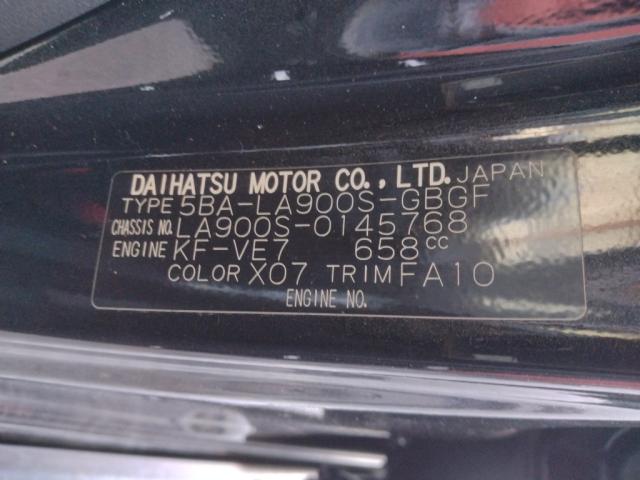 DAIHATSU MOTOR CO., LTD. JAPAN
TYPE 5BA-LA900S-GBGF
CHASSIS NO. LA900S-0145768
ENGINE KF-VE7 658CC
COLOR X07 TRIM FA10
ENGINE NO.